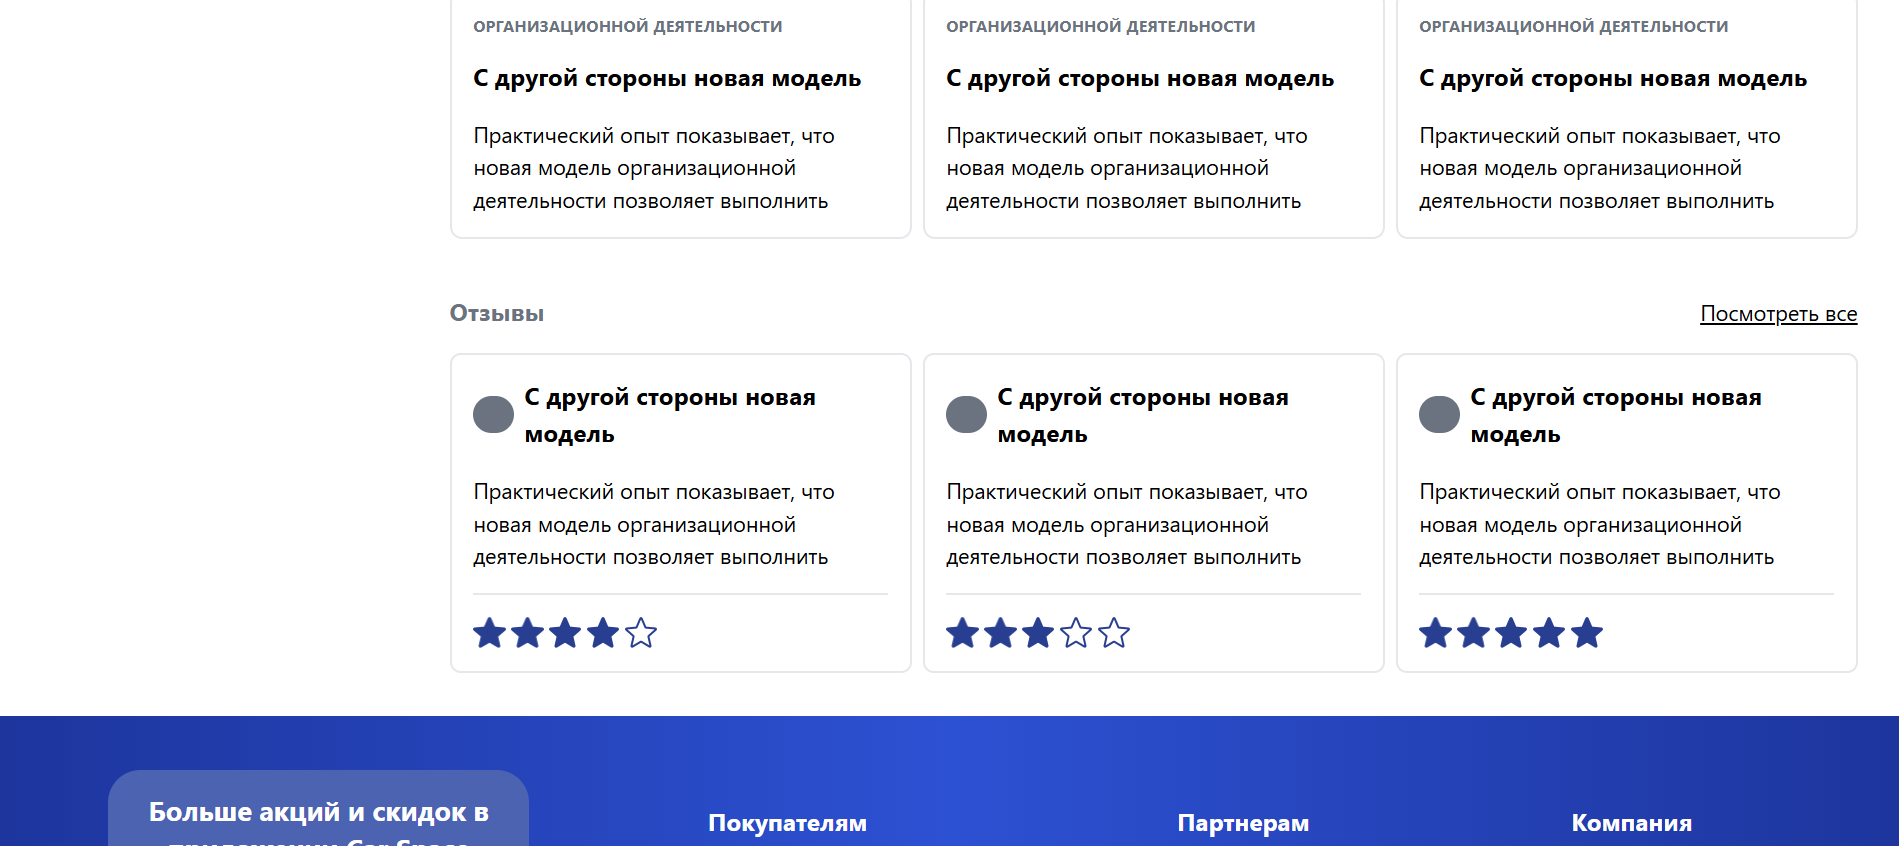 ОРГАНИЗАЦИОННОЙ ДЕЯТЕЛЬНОСТИ
С другой стороны новая модель
Практический опыт показывает, что
новая модель организационной
деятельности позволяет выполнить
ОРГАНИЗАЦИОННОЙ ДЕЯТЕЛЬНОСТИ
С другой стороны новая модель
Практический опыт показывает, что
новая модель организационной
деятельности позволяет выполнить
ОРГАНИЗАЦИОННОЙ ДЕЯТЕЛЬНОСТИ
С другой стороны новая модель
Практический опыт показывает, что
новая модель организационной
деятельности позволяет выполнить
Отзывы
Посмотреть все
С другой стороны новая
модель
Практический опыт показывает, что
новая модель организационной
деятельности позволяет выполнить
С другой стороны новая
модель
Практический опыт показывает, что
новая модель организационной
деятельности позволяет выполнить
С другой стороны новая
модель
Практический опыт показывает, что
новая модель организационной
деятельности позволяет выполнить
Больше акций и скидок в
приложении Car Space
Покупателям
Партнерам
Компания